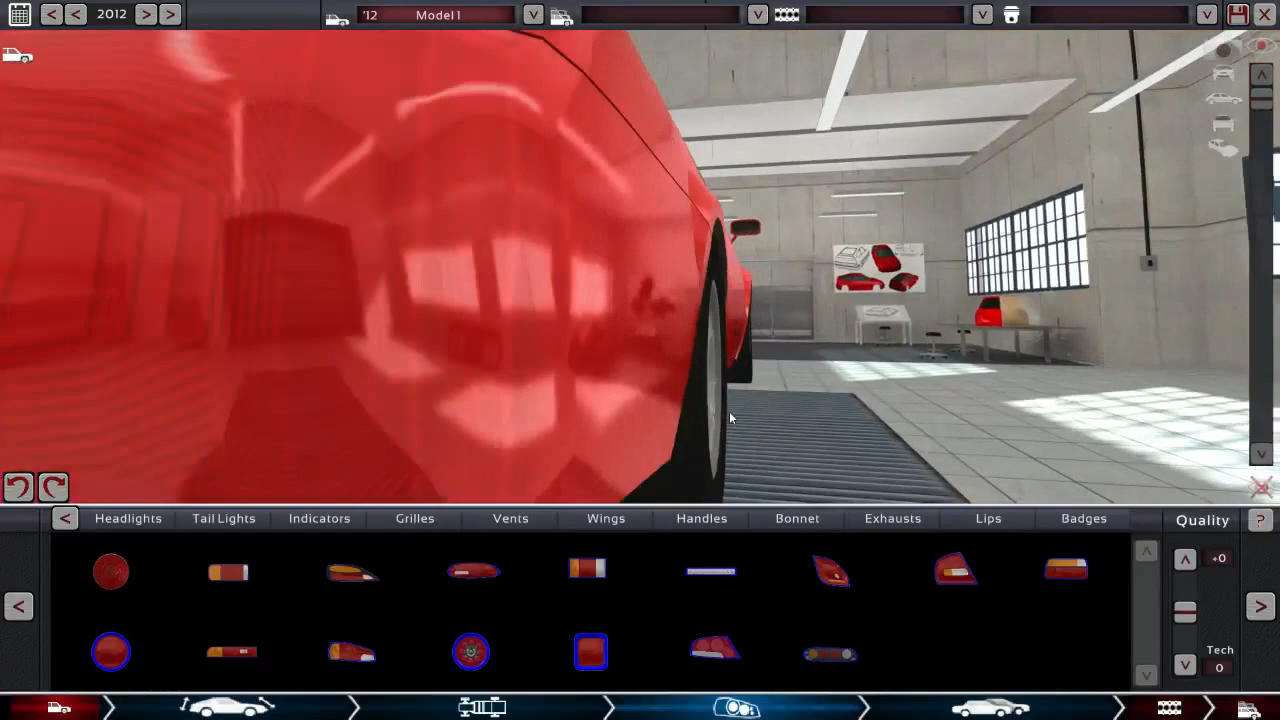 2012
'12 Model 1
Headlights Tail Lights Indicators Grilles Vents Wings Handles Bonnet Exhausts Lips Badges Quality ?
+0
Tech
0